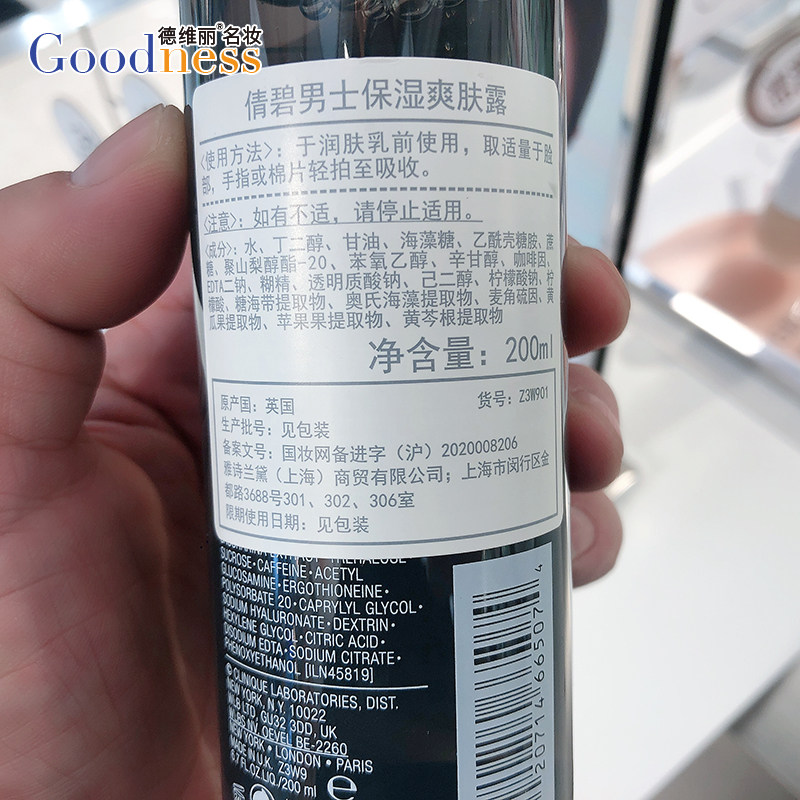 德维丽®名妆
Goodness
倩碧男士保湿爽肤露
<使用方法>：于润肤乳前使用，取适量于脸
部，手指或棉片轻拍至吸收。
<注意>：如有不适，请停止适用。
<成分>：水、丁二醇、甘油、海藻糖、乙酰壳糖胺、蔗
糖、聚山梨醇酯-20、苯氧乙醇、辛甘醇、咖啡因、
EDTA二钠、糊精、透明质酸钠、己二醇、柠檬酸钠、柠
檬酸、糖海带提取物、奥氏海藻提取物、麦角硫因、黄
瓜果提取物、苹果果提取物、黄芩根提取物
净含量：200ml
原产国：英国 货号：Z3W901
生产批号：见包装
备案文号：国妆网备进字（沪）2020008206
雅诗兰黛（上海）商贸有限公司；上海市闵行区金
都路3688号301、302、306室
限期使用日期：见包装
SUCROSE•CAFFEINE•ACETYL
GLUCOSAMINE•ERGOTHIONEINE•
POLYSORBATE 20•CAPRYLYL GLYCOL•
SODIUM HYALURONATE•DEXTRIN•
HEXYLENE GLYCOL•CITRIC ACID•
DISODIUM EDTA•SODIUM CITRATE•
PHENOXYETHANOL [ILN45819]
© CLINIQUE LABORATORIES, DIST.
NEW YORK, N.Y. 10022
LTD, GU32 3DD, UK
NV, OEVEL BE-2260
NEW YORK • LONDON • PARIS
MADE IN U.K. Z3W9
6.7 FL.OZ.LIQ./200 ml e
20714 66507 4